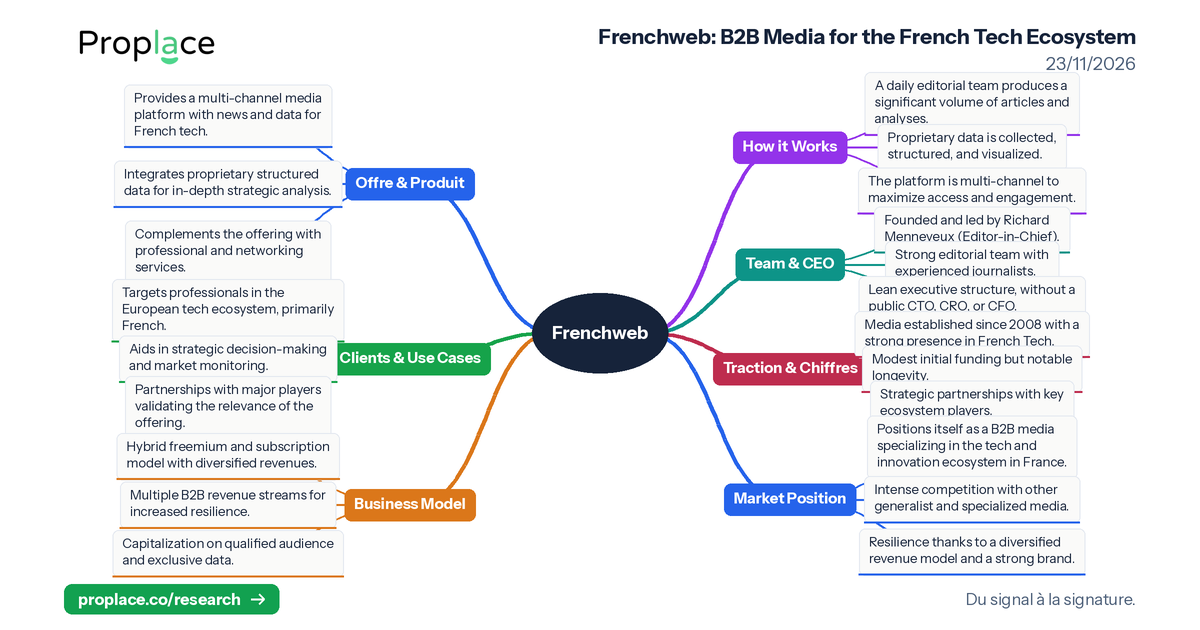 Proplace
Frenchweb: B2B Media for the French Tech Ecosystem
23/11/2026
Provides a multi-channel media
platform with news and data for
French tech.
Integrates proprietary structured
data for in-depth strategic analysis.
Complements the offering with
professional and networking
services.
Offre & Produit
Targets professionals in the
European tech ecosystem, primarily
French.
Aids in strategic decision-making
and market monitoring.
Partnerships with major players
validating the relevance of the
offering.
Clients & Use Cases
Hybrid freemium and subscription
model with diversified revenues.
Multiple B2B revenue streams for
increased resilience.
Capitalization on qualified audience
and exclusive data.
Business Model
Frenchweb
How it Works
A daily editorial team produces a
significant volume of articles and
analyses.
Proprietary data is collected,
structured, and visualized.
The platform is multi-channel to
maximize access and engagement.
Team & CEO
Founded and led by Richard
Menneveux (Editor-in-Chief).
Strong editorial team with
experienced journalists.
Lean executive structure, without a
public CTO, CRO, or CFO.
Traction & Chiffres
Media established since 2008 with a
strong presence in French Tech.
Modest initial funding but notable
longevity.
Strategic partnerships with key
ecosystem players.
Market Position
Positions itself as a B2B media
specializing in the tech and
innovation ecosystem in France.
Intense competition with other
generalist and specialized media.
Resilience thanks to a diversified
revenue model and a strong brand.
proplace.co/research →
Du signal à la signature.